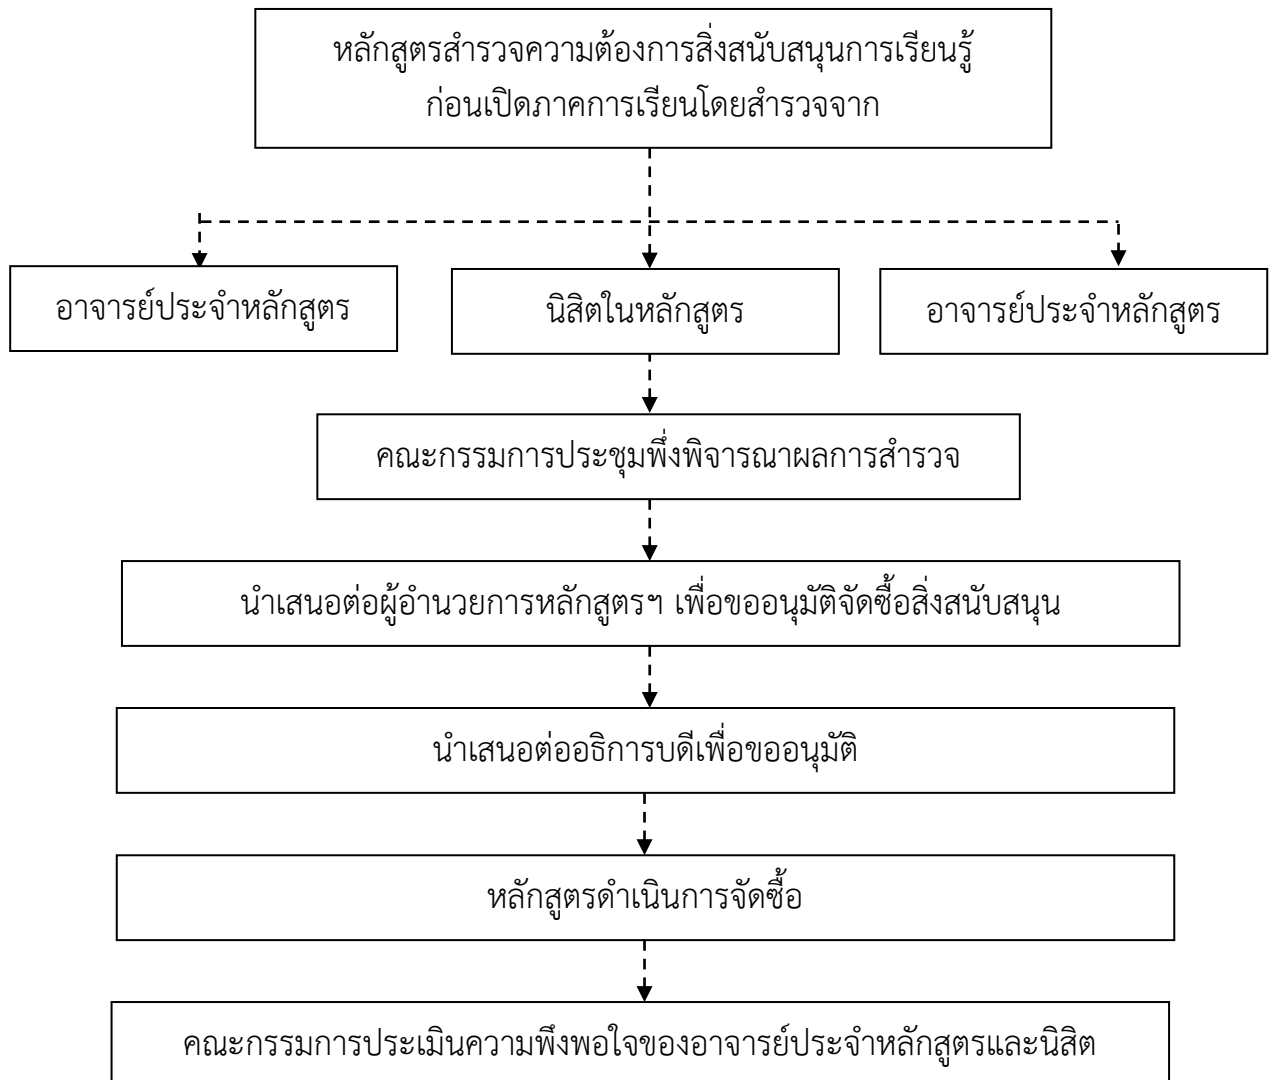 หลักสูตรสำรวจความต้องการสิ่งสนับสนุนการเรียนรู้
ก่อนเปิดภาคการเรียนโดยสำรวจจาก
อาจารย์ประจำหลักสูตร
นิสิตในหลักสูตร
อาจารย์ประจำหลักสูตร
คณะกรรมการประชุมพึ่งพิจารณาผลการสำรวจ
นำเสนอต่อผู้อำนวยการหลักสูตรฯ เพื่อขออนุมัติจัดซื้อสิ่งสนับสนุน
นำเสนอต่ออธิการบดีเพื่อขออนุมัติ
หลักสูตรดำเนินการจัดซื้อ
คณะกรรมการประเมินความพึงพอใจของอาจารย์ประจำหลักสูตรและนิสิต